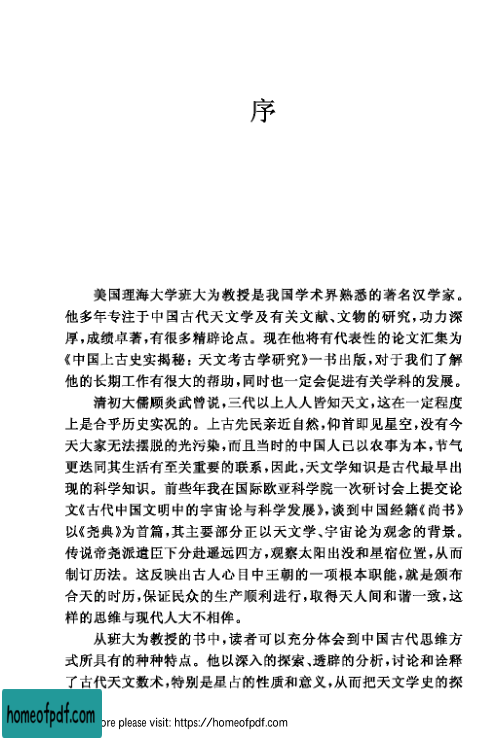 序
美国理海大学班大为教授是我国学术界熟悉的著名汉学家。
他多年专注于中国古代天文学及有关文献、文物的研究,功力深
厚,成绩卓著,有很多精辟论点。现在他将有代表性的论文汇集为
《中国上古史实揭秘：天文考古学研究》一书出版,对于我们了解
他的长期工作有很大的帮助,同时也一定会促进有关学科的发展。
清初大儒顾炎武曾说,三代以上人人皆知天文,这在一定程度
上是合乎历史实况的。上古先民亲近自然,仰首即见星空,没有今
天大家无法摆脱的光污染,而且当时的中国人已以农事为本,节气
更迭同其生活有至关重要的联系,因此,天文学知识是古代最早出
现的科学知识。前些年我在国际欧亚科学院一次研讨会上提交论
文《古代中国文明中的宇宙论与科学发展》,谈到中国经籍《尚书》
以《尧典》为首篇,其主要部分正以天文学、宇宙论为观念的背景。
传说帝尧派遣臣下分赴遥远四方,观察太阳出没和星宿位置,从而
制订历法。这反映出古人心目中王朝的一项根本职能,就是颁布
合天的时历,保证民众的生产顺利进行,取得天人间和谐一致,这
样的思维与现代人大不相侔。
从班大为教授的书中,读者可以充分体会到中国古代思维方
式所具有的种种特点。他以深入的探索、透辟的分析,讨论和诠释
了古代天文数术,特别是星占的性质和意义,从而把天文学史的探
homeofpdf.com
ore please visit: https://homeofpdf.com